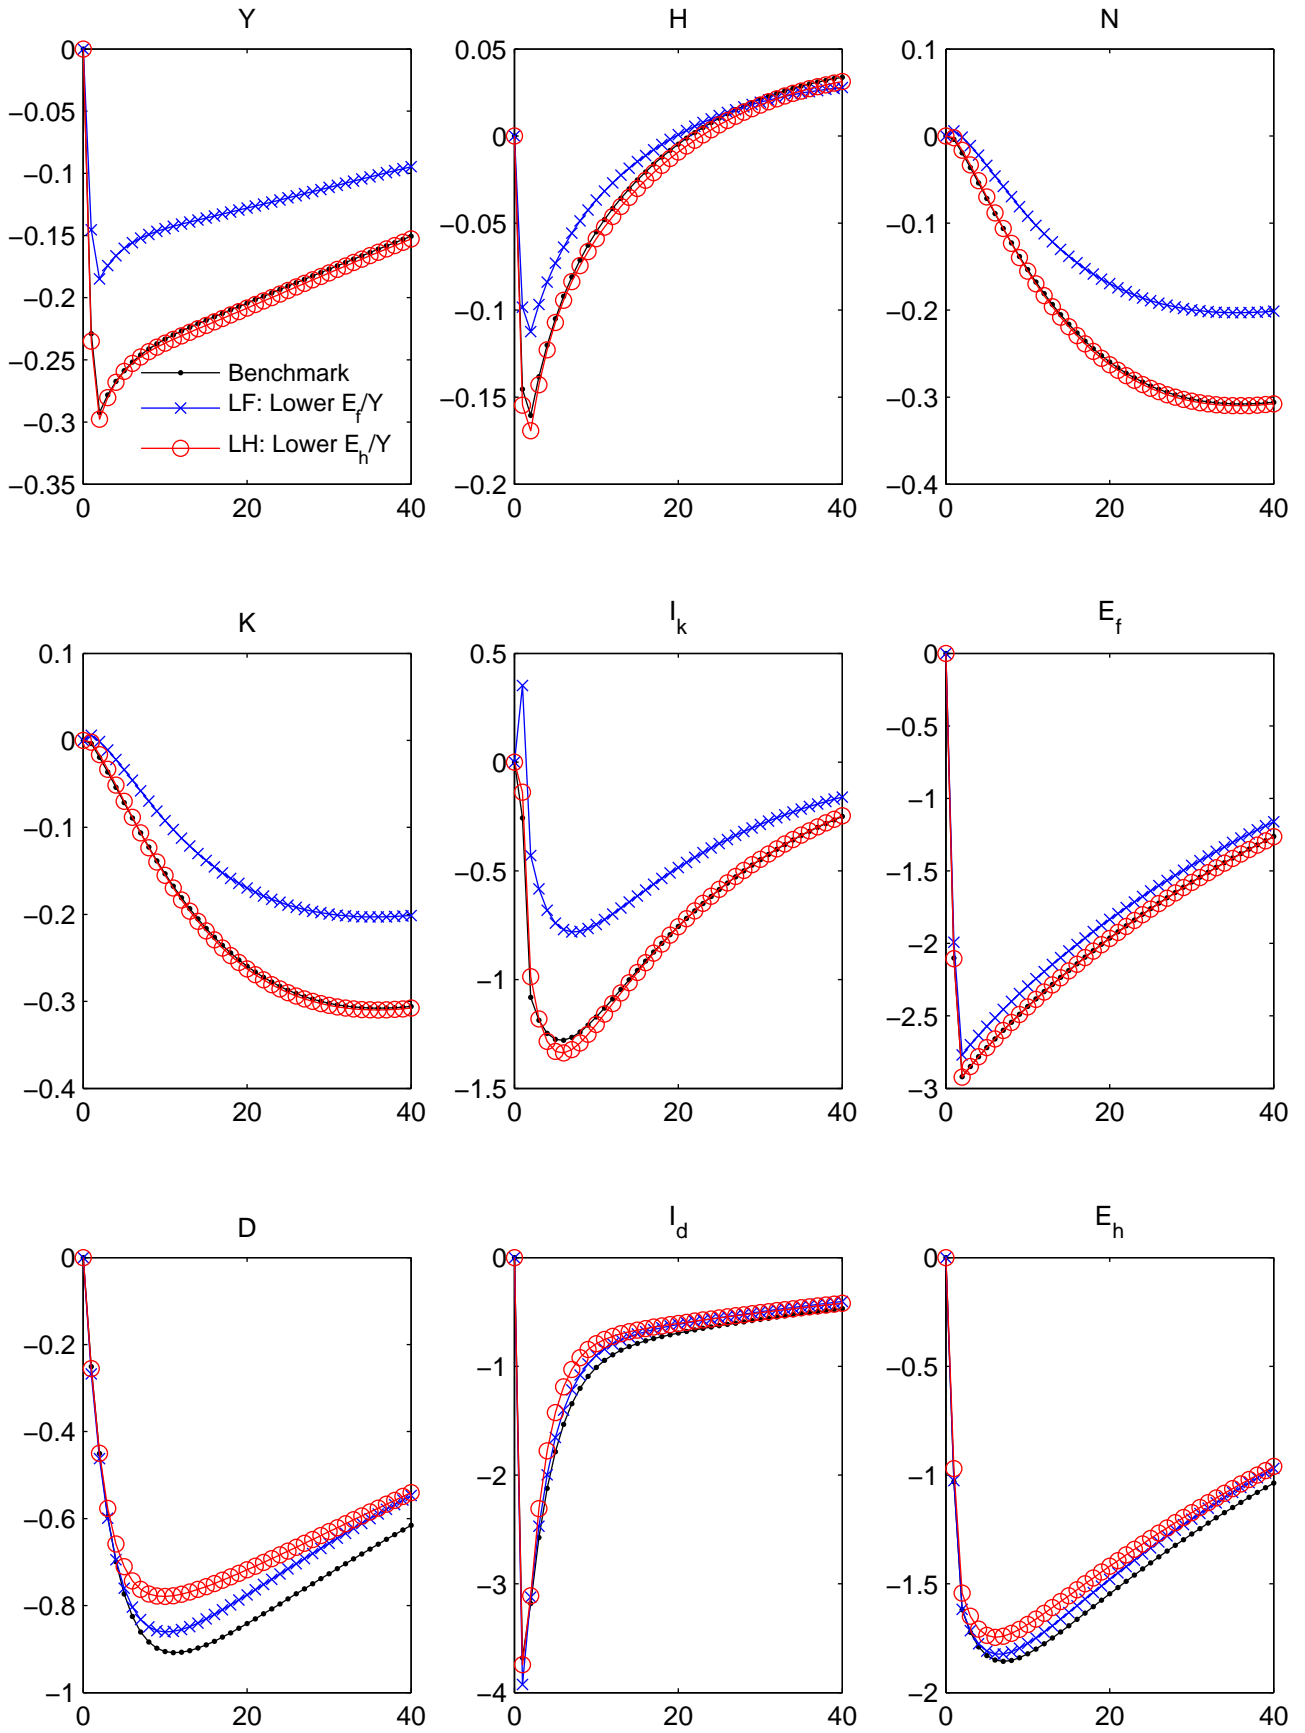 Y H N
0 0.05 0.1
−0.05
0 0
−0.1
−0.05 −0.1
−0.15
−0.2
−0.1 −0.2
−0.25
Benchmark
−0.15 −0.3
−0.3 LF: Lower E_f/Y
LH: Lower E_h/Y
−0.35 −0.2 −0.4
0 20 40 0 20 40 0 20 40
K I_k E_f
0.1 0.5 0
−0.5
0 0
−1
−0.1
−0.5 −1.5
−0.2
−2
−1
−0.3
−2.5
−0.4 −1.5 −3
0 20 40 0 20 40 0 20 40
D I_d E_h
0 0 0
−0.2
−1 −0.5
−0.4
−2 −1
−0.6
−3 −1.5
−0.8
−1 −4 −2
0 20 40 0 20 40 0 20 40